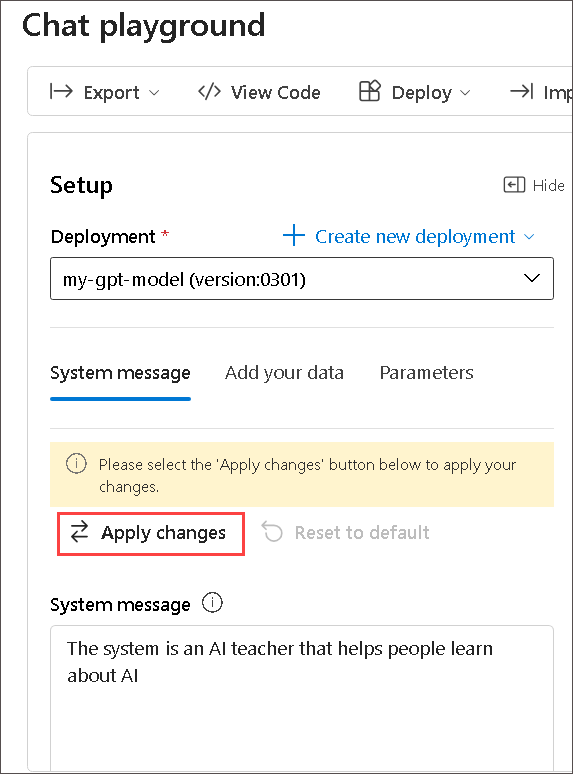 Chat playground
Export View Code Deploy Imp
Setup
Hide
Deployment * Create new deployment
my-gpt-model (version:0301)
System message Add your data Parameters
Please select the 'Apply changes' button below to apply your
changes.
Apply changes Reset to default
System message
The system is an AI teacher that helps people learn
about AI